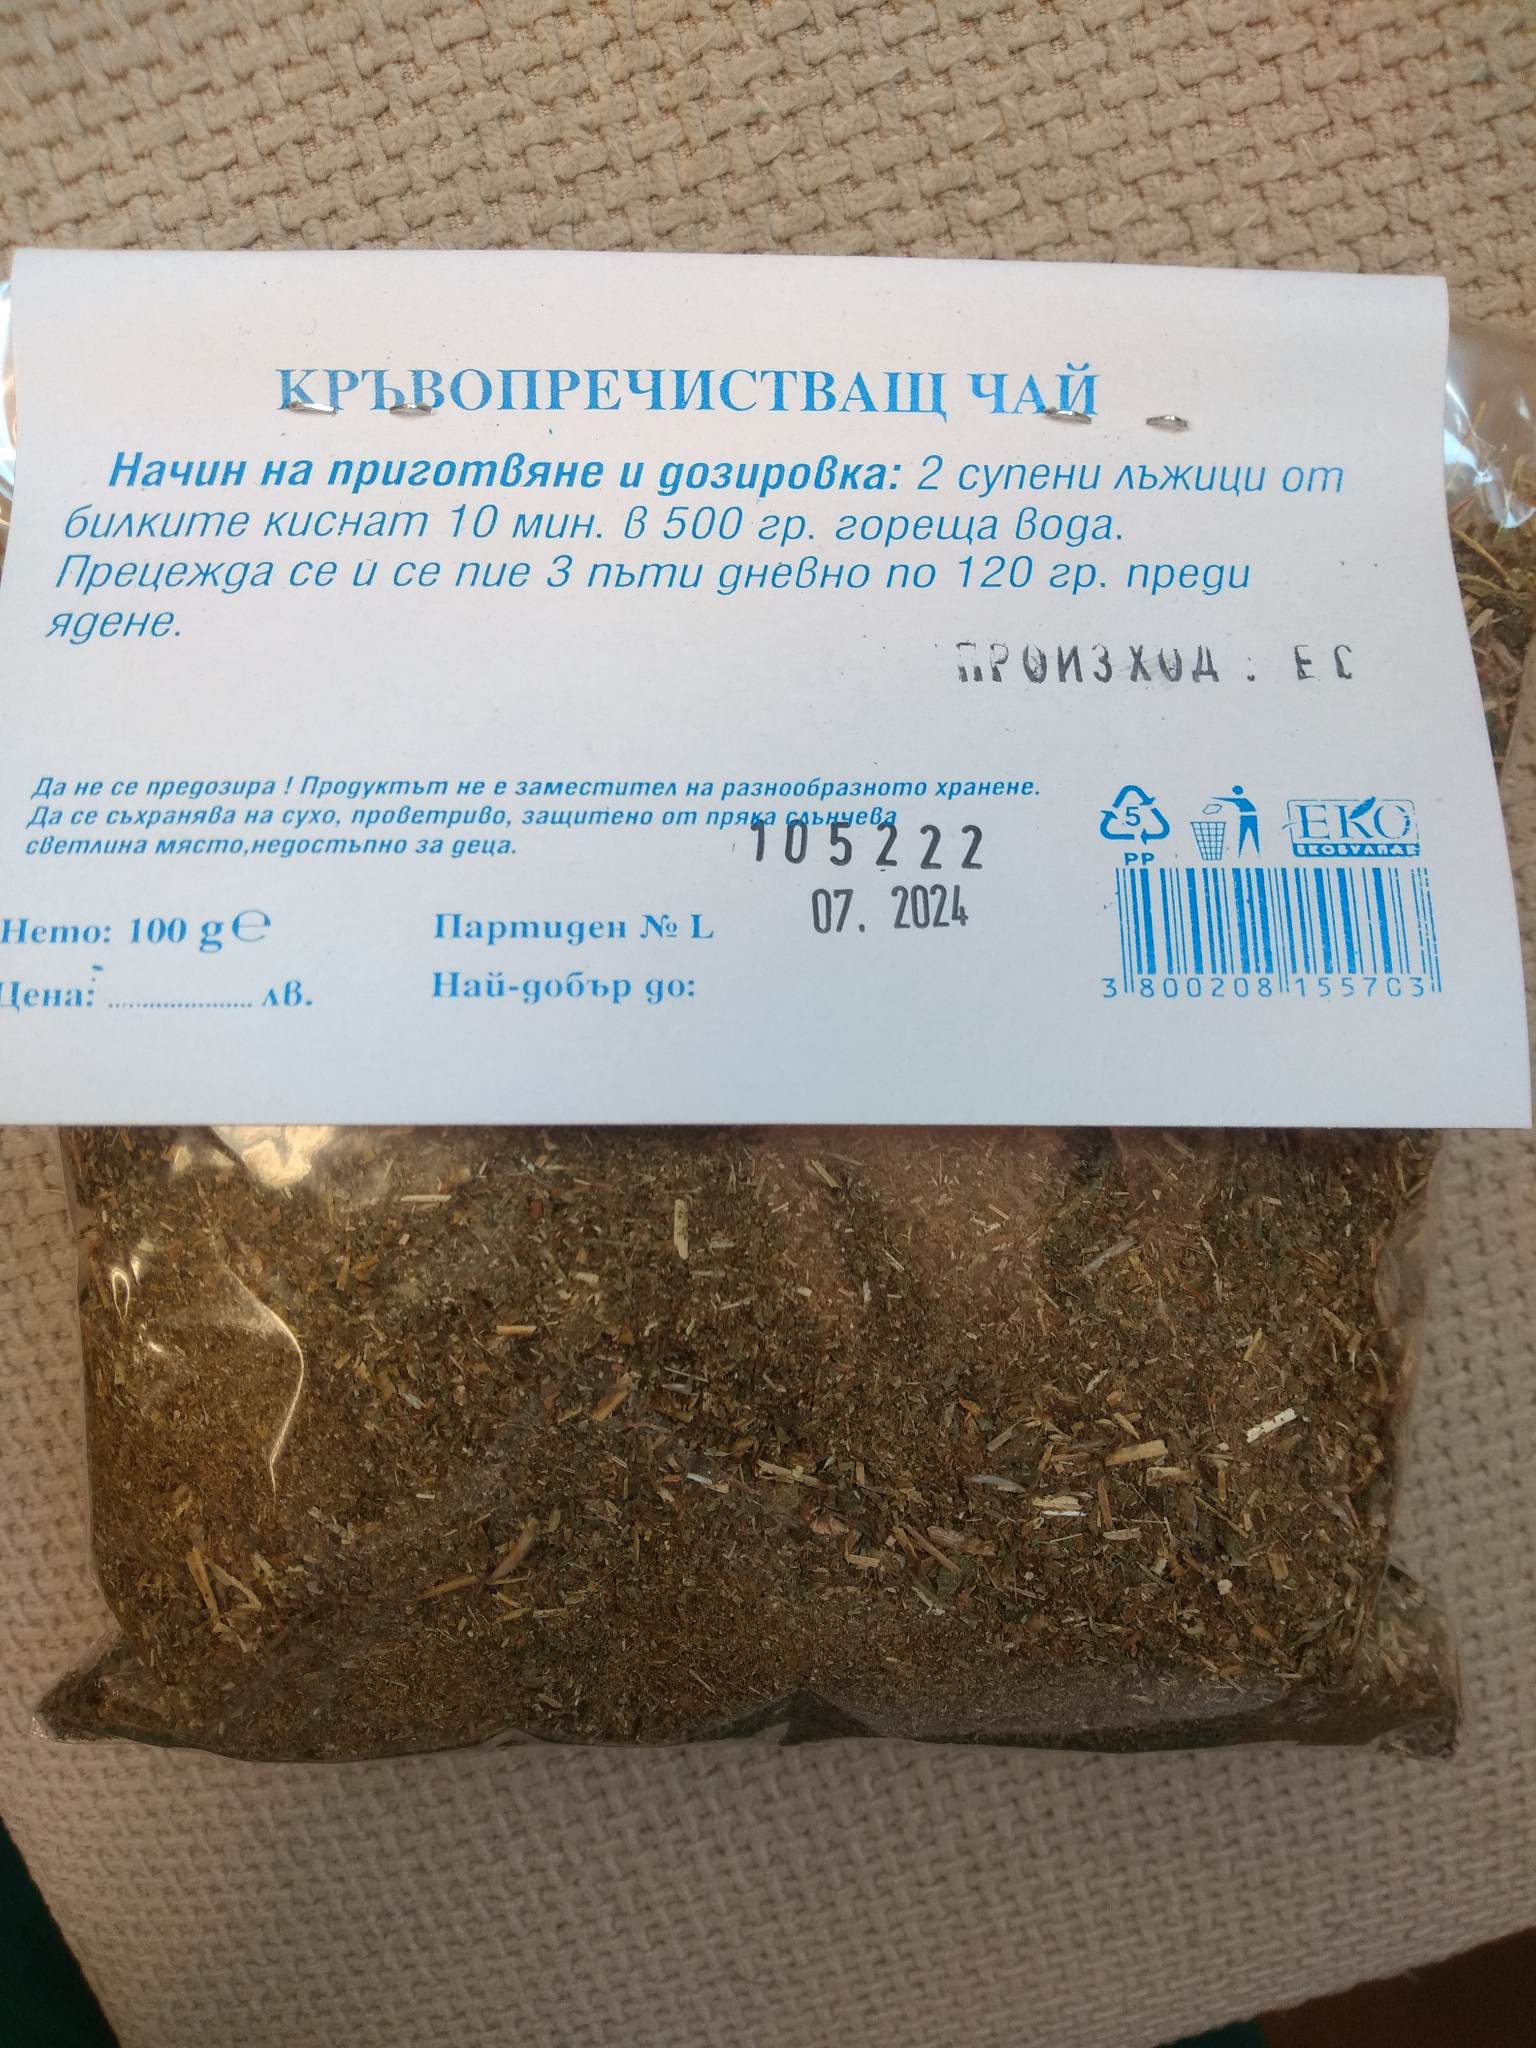 КРЪВОПРЕЧИСТВАЩ ЧАЙ
Начин на приготвяне и дозировка: 2 супени лъжици от
билките киснат 10 мин. в 500 гр. гореща вода.
Прецежда се и се пие 3 пъти дневно по 120 гр. преди
ядене.
ПРОИЗХОД : ЕС
Да не се предозира ! Продуктът не е заместител на разнообразното хранене.
Да се съхранява на сухо, проветриво, защитено от пряка слънчева
светлина място,недостъпно за деца.
105222
07. 2024
Нето: 100 g ℮
Партиден № L
Цена: .................... лв.
Най-добър до:
5
PP
ЕКО
ЕКОБУЛПАК
3 800208 155703